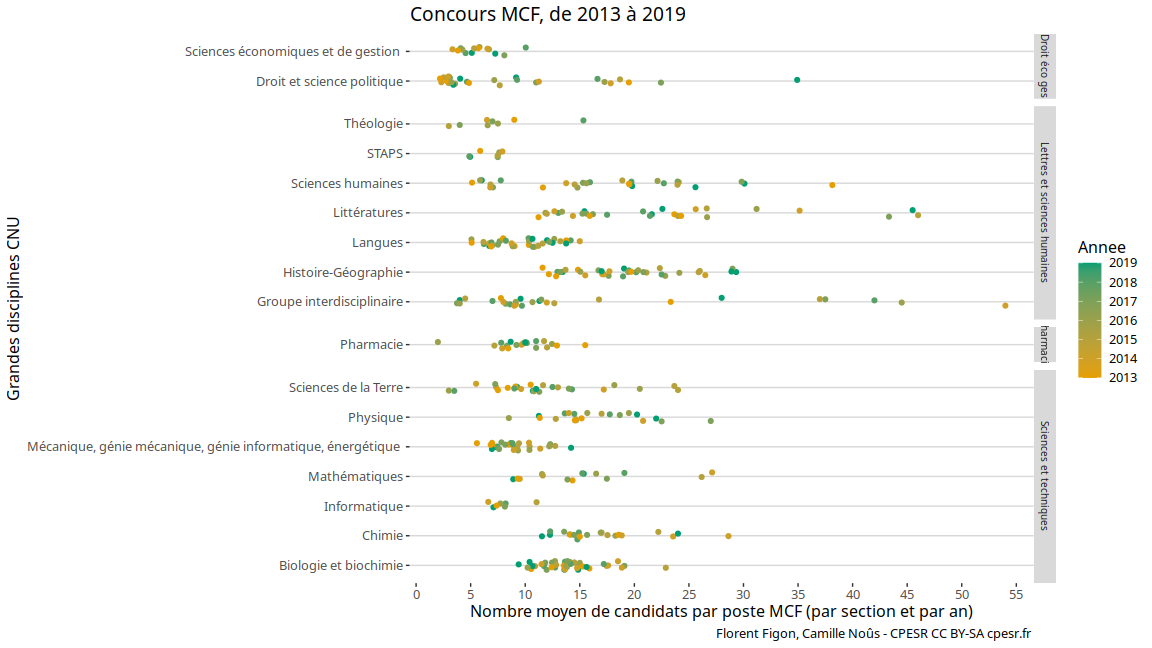 Concours MCF, de 2013 à 2019
Grandes disciplines CNU
Sciences économiques et de gestion
Droit et science politique
Droit éco ges
Théologie
STAPS
Sciences humaines
Littératures
Langues
Histoire-Géographie
Groupe interdisciplinaire
Lettres et sciences humaines
Pharmacie
harmaci
Sciences de la Terre
Physique
Mécanique, génie mécanique, génie informatique, énergétique
Mathématiques
Informatique
Chimie
Biologie et biochimie
Sciences et techniques
0 5 10 15 20 25 30 35 40 45 50 55
Nombre moyen de candidats par poste MCF (par section et par an)
Florent Figon, Camille Noûs - CPESR CC BY-SA cpesr.fr
Annee
2019
2018
2017
2016
2015
2014
2013